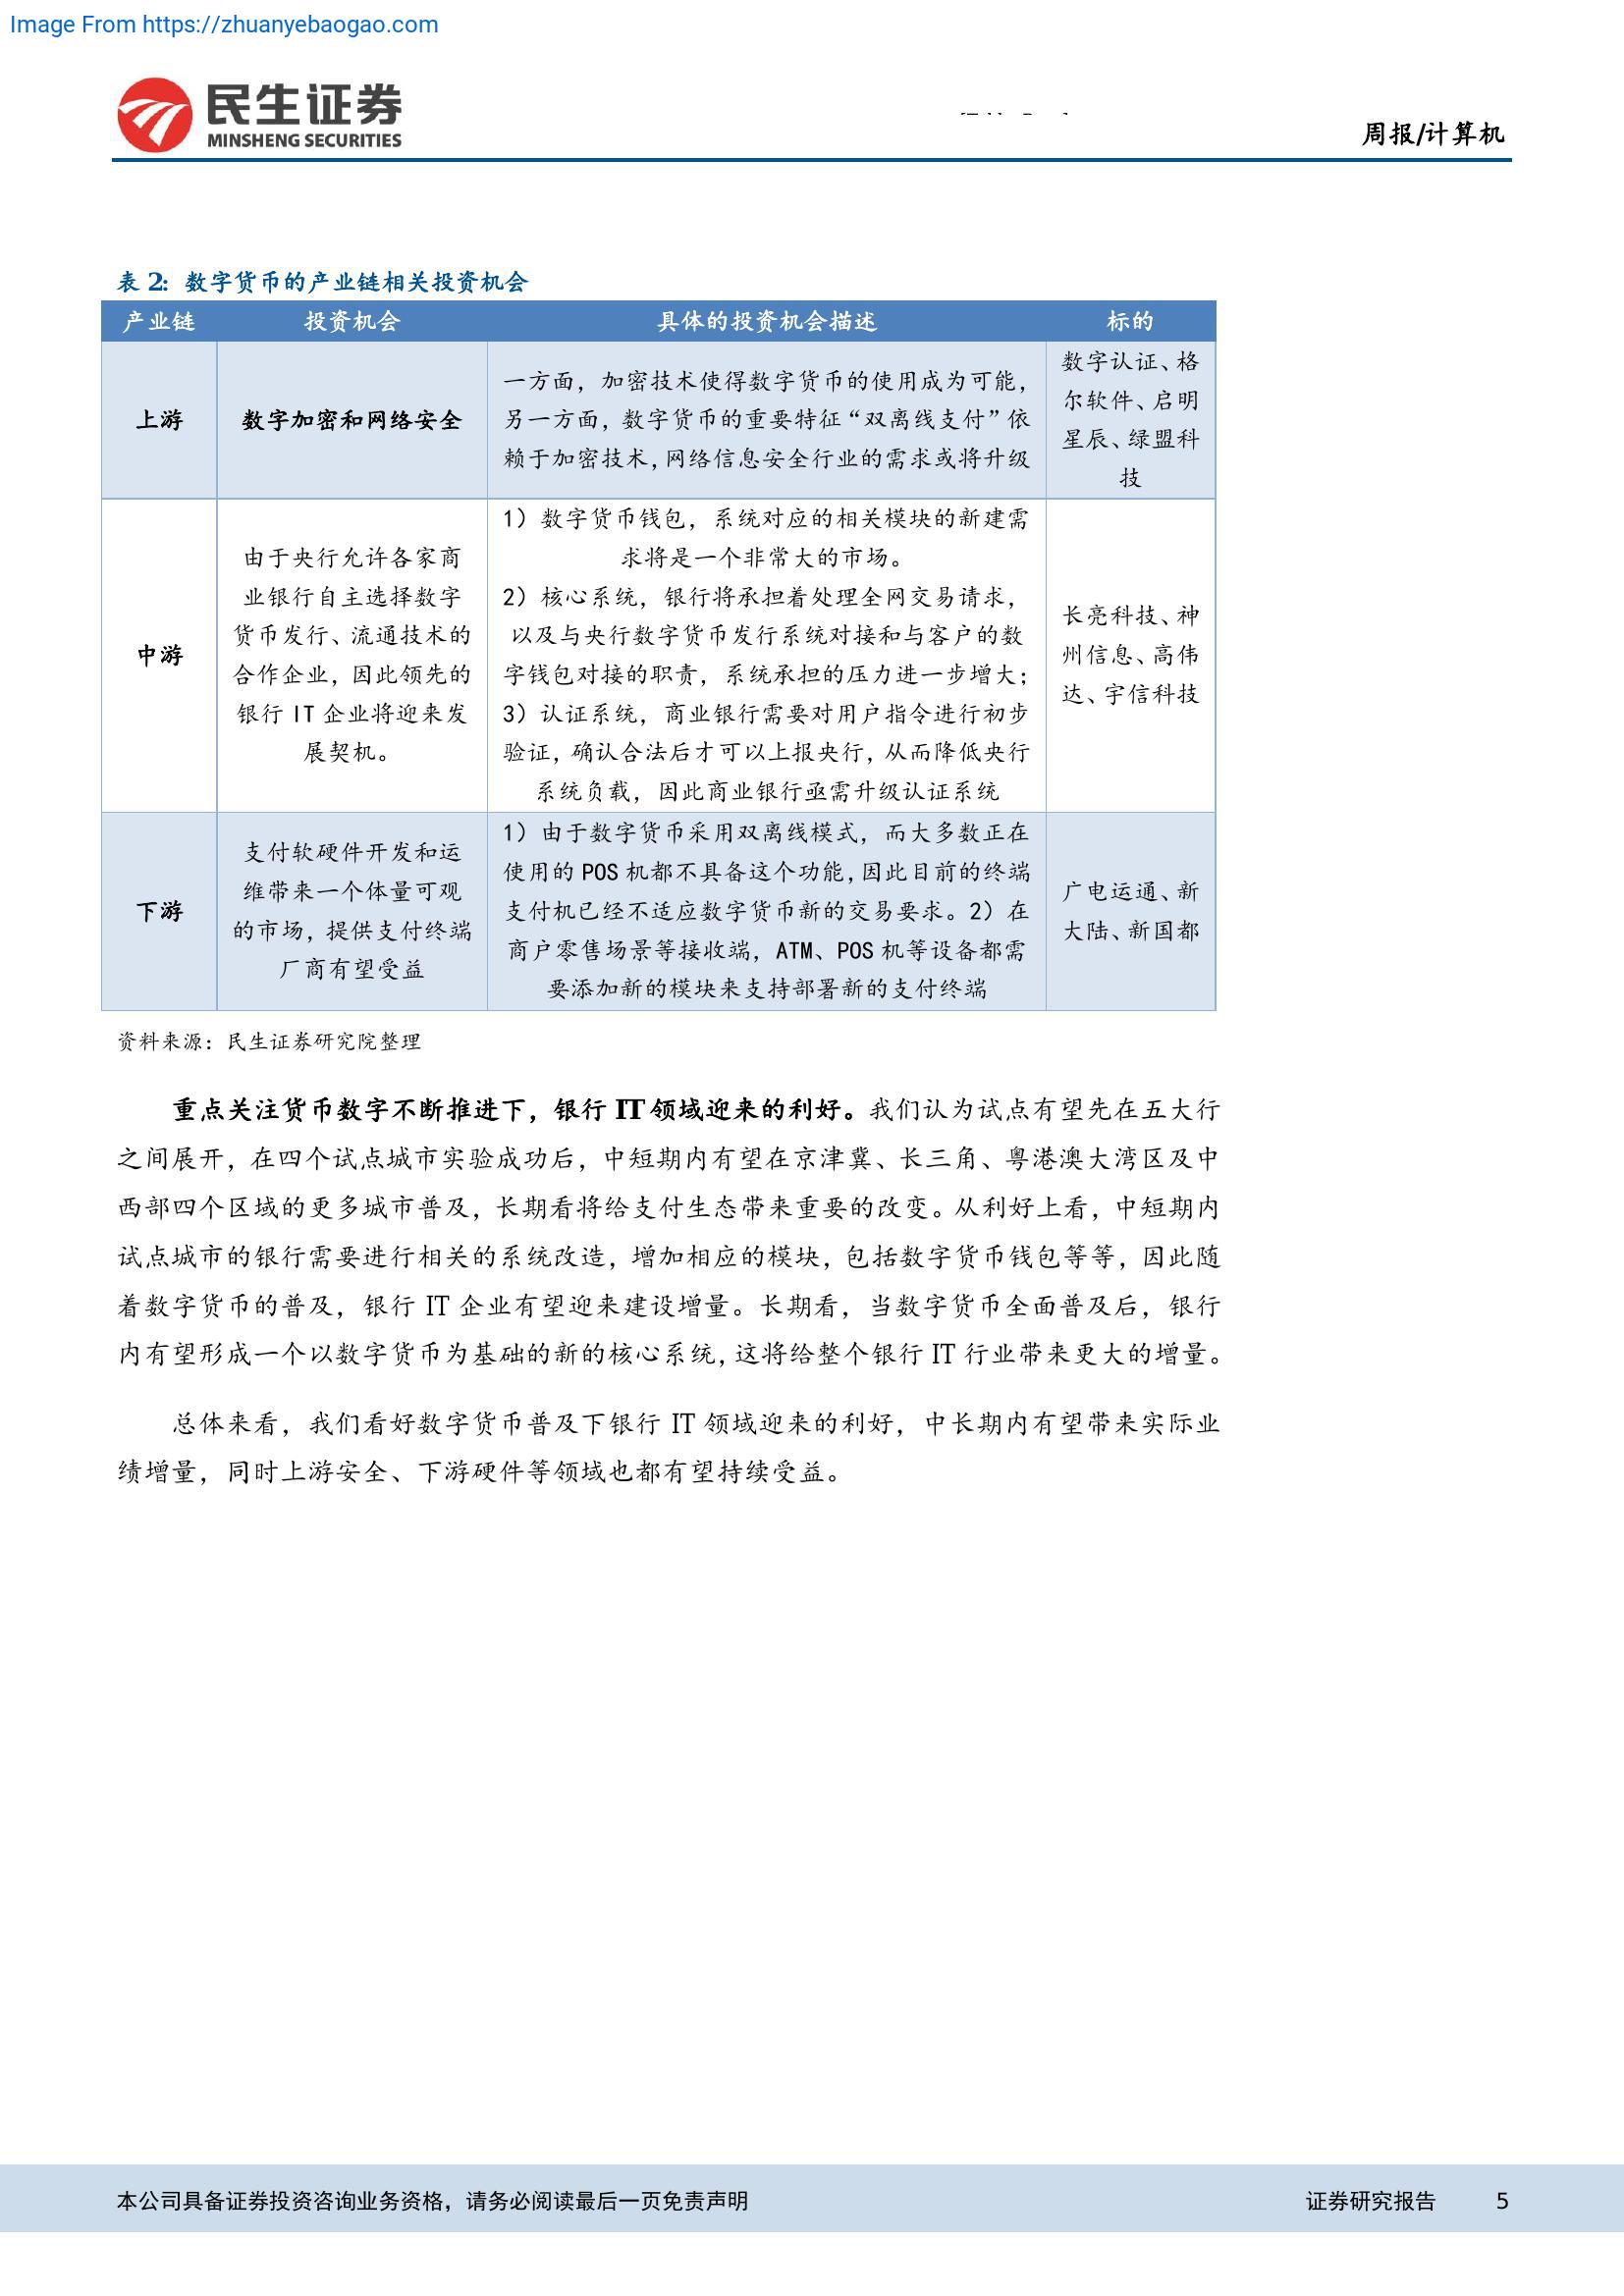 Image From https://zhuanyebaogao.com
民生证券
MINSHENG SECURITIES
周报/计算机
表 2：数字货币的产业链相关投资机会
产业链 投资机会 具体的投资机会描述 标的
上游
数字加密和网络安全
一方面，加密技术使得数字货币的使用成为可能，
另一方面，数字货币的重要特征“双离线支付”依
赖于加密技术，网络信息安全行业的需求或将升级
数字认证、格
尔软件、启明
星辰、绿盟科
技
中游
由于央行允许各家商
业银行自主选择数字
货币发行、流通技术的
合作企业，因此领先的
银行 IT 企业将迎来发
展契机。
1）数字货币钱包，系统对应的相关模块的新建需
求将是一个非常大的市场。
2）核心系统，银行将承担着处理全网交易请求，
以及与央行数字货币发行系统对接和与客户的数
字钱包对接的职责，系统承担的压力进一步增大；
3）认证系统，商业银行需要对用户指令进行初步
验证，确认合法后才可以上报央行，从而降低央行
系统负载，因此商业银行亟需升级认证系统
长亮科技、神
州信息、高伟
达、宇信科技
下游
支付软硬件开发和运
维带来一个体量可观
的市场，提供支付终端
厂商有望受益
1）由于数字货币采用双离线模式，而大多数正在
使用的 POS 机都不具备这个功能，因此目前的终端
支付机已经不适应数字货币新的交易要求。2）在
商户零售场景等接收端，ATM、POS 机等设备都需
要添加新的模块来支持部署新的支付终端
广电运通、新
大陆、新国都
资料来源：民生证券研究院整理
重点关注货币数字不断推进下，银行 IT 领域迎来的利好。我们认为试点有望先在五大行
之间展开，在四个试点城市实验成功后，中短期内有望在京津冀、长三角、粤港澳大湾区及中
西部四个区域的更多城市普及，长期看将给支付生态带来重要的改变。从利好上看，中短期内
试点城市的银行需要进行相关的系统改造，增加相应的模块，包括数字货币钱包等等，因此随
着数字货币的普及，银行 IT 企业有望迎来建设增量。长期看，当数字货币全面普及后，银行
内有望形成一个以数字货币为基础的新的核心系统，这将给整个银行 IT 行业带来更大的增量。
总体来看，我们看好数字货币普及下银行 IT 领域迎来的利好，中长期内有望带来实际业
绩增量，同时上游安全、下游硬件等领域也都有望持续受益。
本公司具备证券投资咨询业务资格，请务必阅读最后一页免责声明 证券研究报告 5